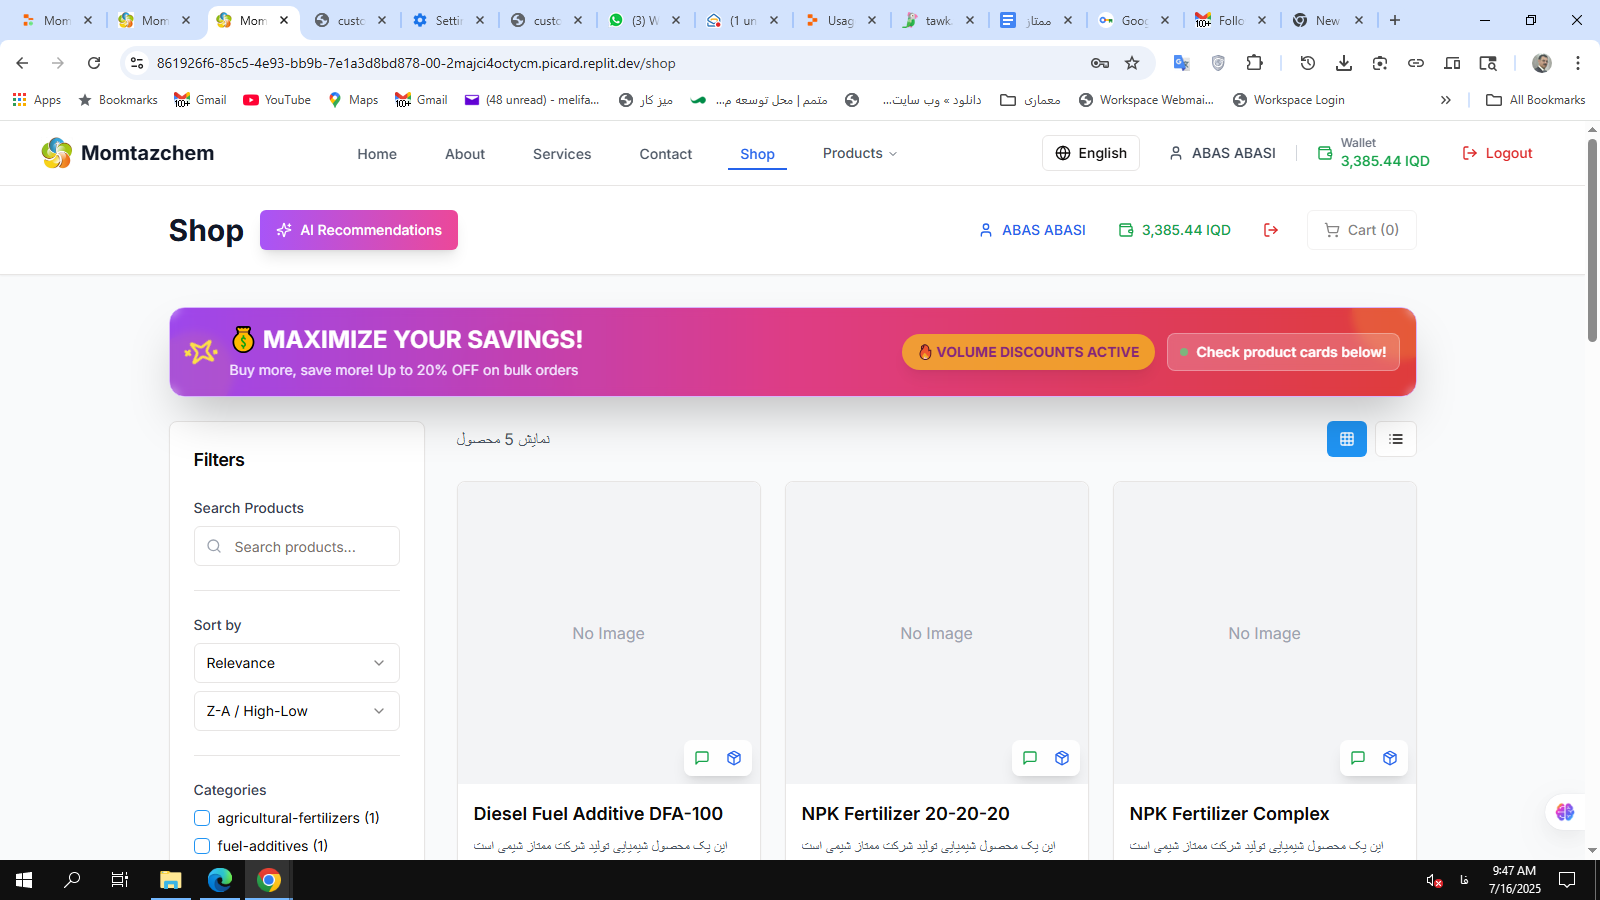 Mom
Mom
Mom
custo
Settin
custo
(3) W
(1 un
Usag
tawk
ممتاز
Goog
Follo
New
861926f6-85c5-4e93-bb9b-7e1a3d8bd878-00-2majci4octycm.picard.replit.dev/shop
Apps
Bookmarks
Gmail
YouTube
Maps
Gmail
(48 unread) - melifa...
میز کار
متمم | محل توسعه م...
دانلود » وب سایت...
معماری
Workspace Webmai...
Workspace Login
All Bookmarks
Momtazchem
Home
About
Services
Contact
Shop
Products
English
ABAS ABASI
Wallet
3,385.44 IQD
Logout
Shop
AI Recommendations
ABAS ABASI
3,385.44 IQD
Cart (0)
MAXIMIZE YOUR SAVINGS!
Buy more, save more! Up to 20% OFF on bulk orders
VOLUME DISCOUNTS ACTIVE
Check product cards below!
Filters
Search Products
Search products...
Sort by
Relevance
Z-A / High-Low
Categories
agricultural-fertilizers (1)
fuel-additives (1)
نمایش 5 محصول
No Image
No Image
No Image
Diesel Fuel Additive DFA-100
NPK Fertilizer 20-20-20
NPK Fertilizer Complex
این یک محصول شیمیایی تولید شرکت ممتاز شیمی است
این یک محصول شیمیایی تولید شرکت ممتاز شیمی است
این یک محصول شیمیایی تولید شرکت ممتاز شیمی است
فا
9:47 AM
7/16/2025